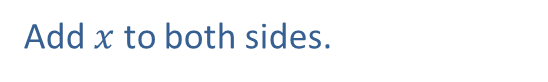 Add 𝑥 to both sides.